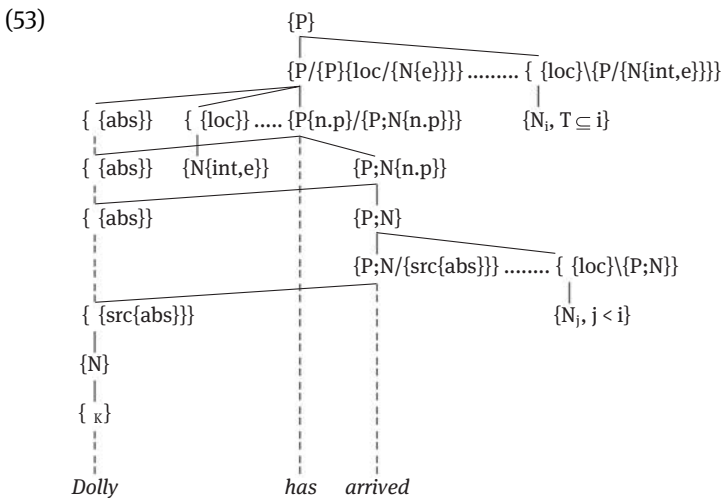 (53) {P}
{P/{P}{loc/{N{e}}}} ......... { {loc}\{P/{N{int,e}}}}
{ {abs}} { {loc}} ..... {P{n.p}/{P;N{n.p}}} {Nᵢ, T ⊆ i}
{ {abs}} {N{int,e}} {P;N{n.p}}
{ {abs}} {P;N}
{P;N/{src{abs}}} ........ { {loc}\{P;N}}
{ {src{abs}}} {Nⱼ, j < i}
{N}
{ ₖ}
Dolly has arrived